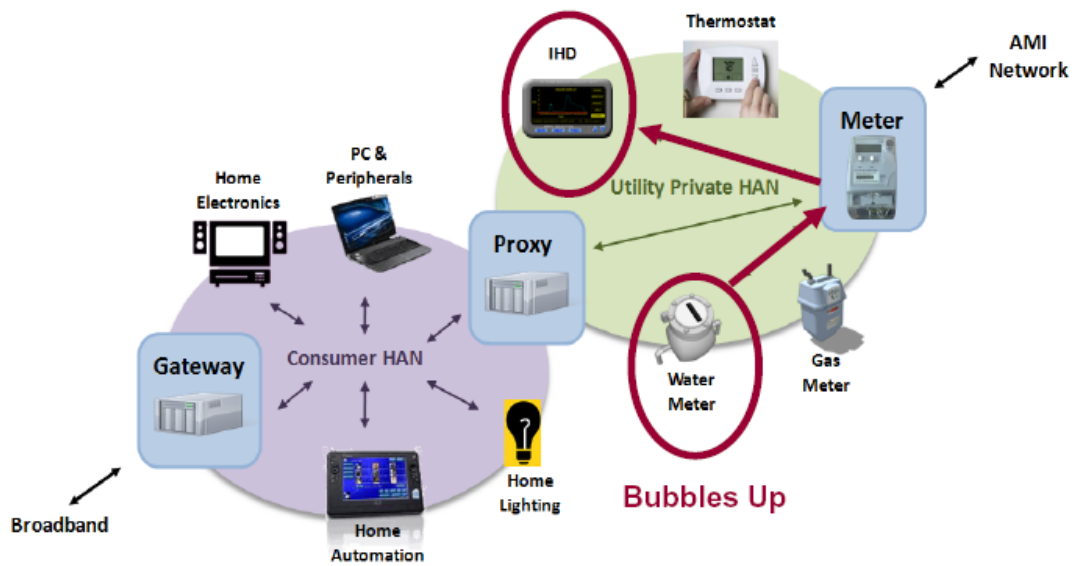 Thermostat
IHD
AMI
Network
Meter
PC &
Peripherals
Home
Electronics
Utility Private HAN
Proxy
Consumer HAN
Gateway
Gas
Meter
Water
Meter
Home
Lighting
Bubbles Up
Broadband
Home
Automation